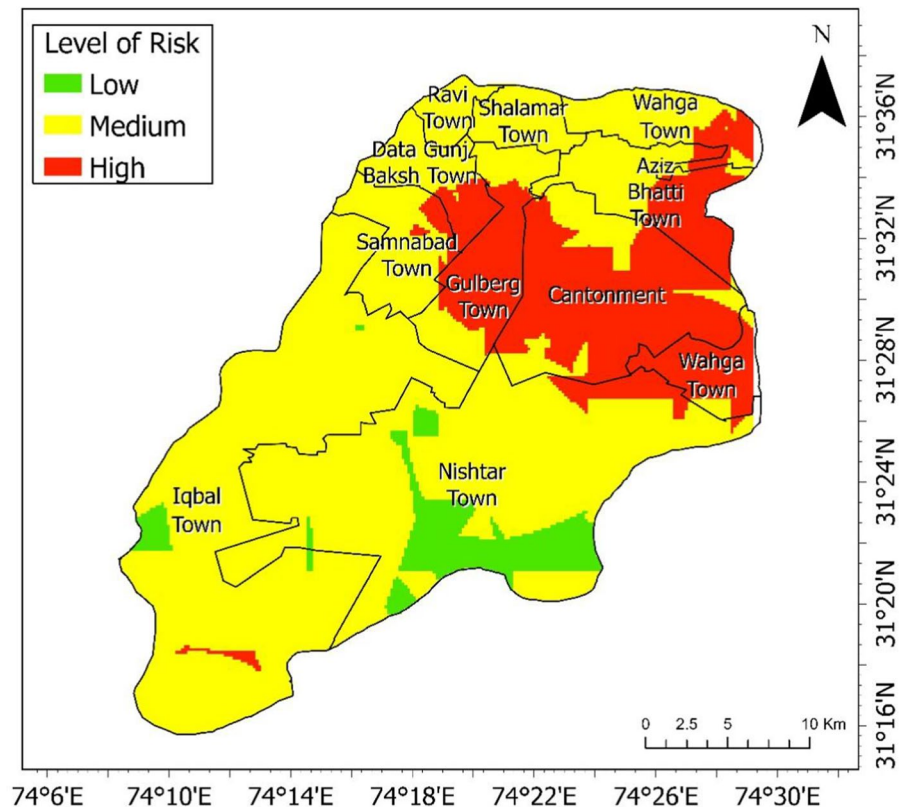 Level of Risk
Low
Medium
High
N
Ravi
Town
Shalamar
Town
Wahga
Town
Data Gunj
Baksh Town
Aziz
Bhatti
Town
Samnabad
Town
Gulberg
Town
Cantonment
Wahga
Town
Nishtar
Town
Iqbal
Town
31°36'N
31°32'N
31°28'N
31°24'N
31°20'N
31°16'N
0 2.5 5 10 Km
74°6'E 74°10'E 74°14'E 74°18'E 74°22'E 74°26'E 74°30'E